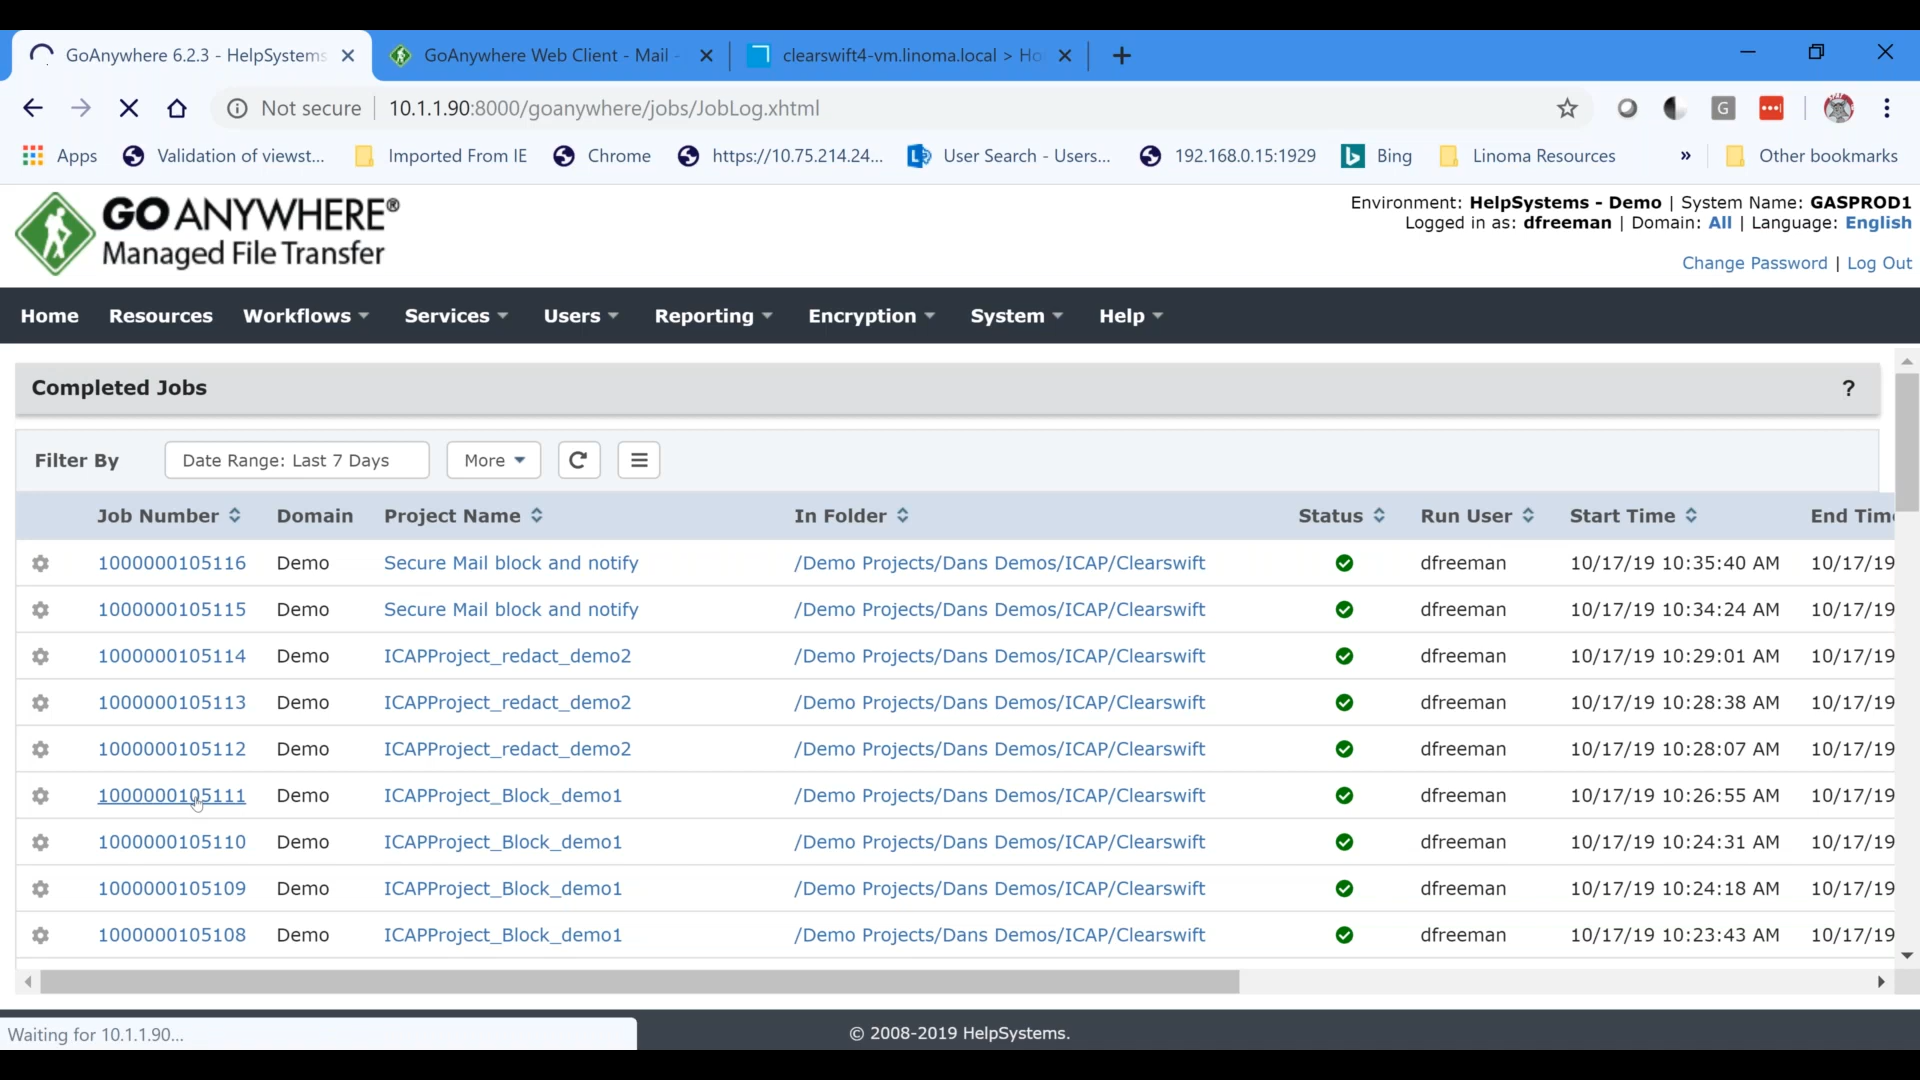 GoAnywhere 6.2.3 - HelpSystems
GoAnywhere Web Client - Mail -
clearswift4-vm.linoma.local > Ho
Not secure
10.1.1.90:8000/goanywhere/jobs/JobLog.xhtml
G
Apps
Validation of viewst...
Imported From IE
Chrome
https://10.75.214.24...
User Search - Users...
192.168.0.15:1929
Bing
Linoma Resources
»
Other bookmarks
GO ANYWHERE®
Managed File Transfer
Environment: HelpSystems - Demo | System Name: GASPROD1
Logged in as: dfreeman | Domain: All | Language: English
Change Password | Log Out
Home Resources Workflows Services Users Reporting Encryption System Help
Completed Jobs
?
Filter By
Date Range: Last 7 Days
More
Job Number Domain Project Name In Folder Status Run User Start Time End Time
1000000105116 Demo Secure Mail block and notify /Demo Projects/Dans Demos/ICAP/Clearswift dfreeman 10/17/19 10:35:40 AM 10/17/19
1000000105115 Demo Secure Mail block and notify /Demo Projects/Dans Demos/ICAP/Clearswift dfreeman 10/17/19 10:34:24 AM 10/17/19
1000000105114 Demo ICAPProject_redact_demo2 /Demo Projects/Dans Demos/ICAP/Clearswift dfreeman 10/17/19 10:29:01 AM 10/17/19
1000000105113 Demo ICAPProject_redact_demo2 /Demo Projects/Dans Demos/ICAP/Clearswift dfreeman 10/17/19 10:28:38 AM 10/17/19
1000000105112 Demo ICAPProject_redact_demo2 /Demo Projects/Dans Demos/ICAP/Clearswift dfreeman 10/17/19 10:28:07 AM 10/17/19
1000000105111 Demo ICAPProject_Block_demo1 /Demo Projects/Dans Demos/ICAP/Clearswift dfreeman 10/17/19 10:26:55 AM 10/17/19
1000000105110 Demo ICAPProject_Block_demo1 /Demo Projects/Dans Demos/ICAP/Clearswift dfreeman 10/17/19 10:24:31 AM 10/17/19
1000000105109 Demo ICAPProject_Block_demo1 /Demo Projects/Dans Demos/ICAP/Clearswift dfreeman 10/17/19 10:24:18 AM 10/17/19
1000000105108 Demo ICAPProject_Block_demo1 /Demo Projects/Dans Demos/ICAP/Clearswift dfreeman 10/17/19 10:23:43 AM 10/17/19
Waiting for 10.1.1.90...
© 2008-2019 HelpSystems.